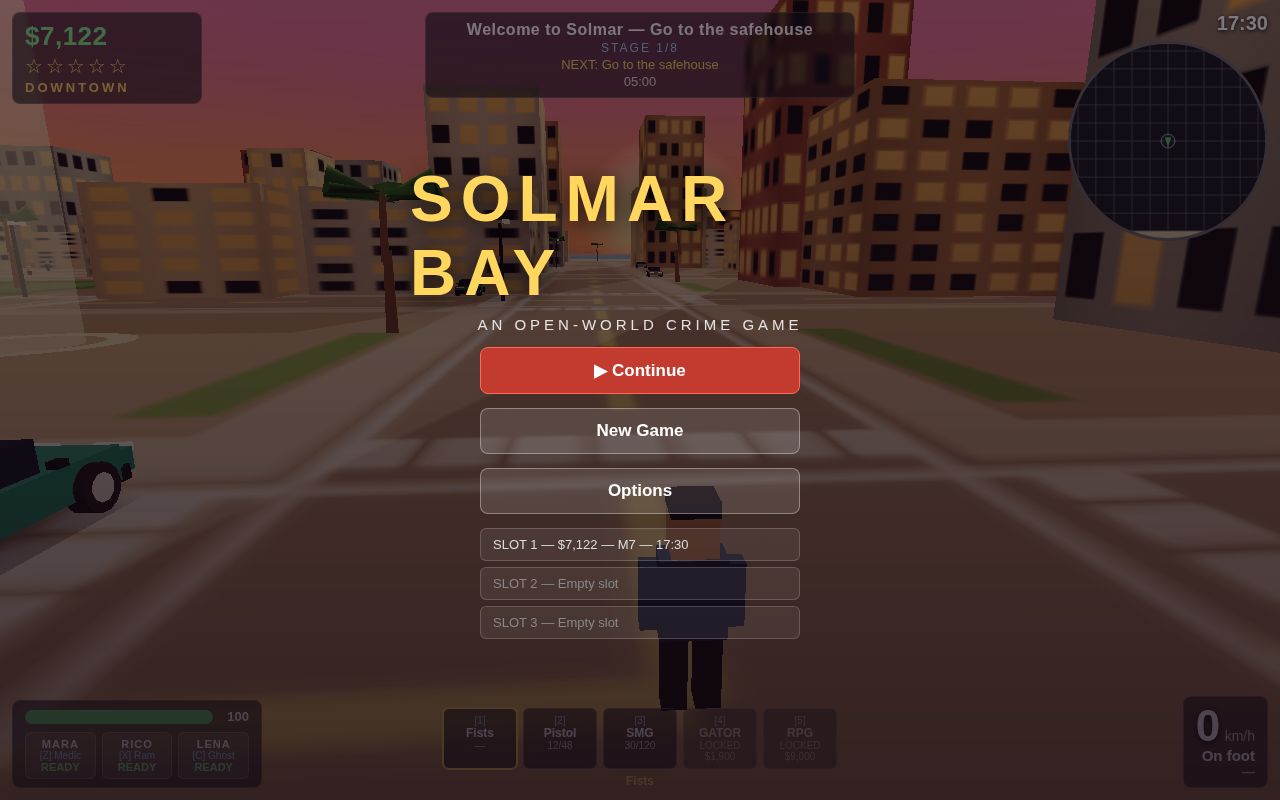 $7,122
☆☆☆☆☆
DOWNTOWN
Welcome to Solmar — Go to the safehouse
STAGE 1/8
NEXT: Go to the safehouse
05:00
17:30
SOLMAR
BAY
AN OPEN-WORLD CRIME GAME
▶ Continue
New Game
Options
SLOT 1 — $7,122 — M7 — 17:30
SLOT 2 — Empty slot
SLOT 3 — Empty slot
100
MARA
[Z] Medic
READY
RICO
[X] Ram
READY
LENA
[C] Ghost
READY
[1]
Fists
—
[2]
Pistol
12/48
[3]
SMG
30/120
[4]
GATOR
LOCKED
$1,900
[5]
RPG
LOCKED
$9,000
Fists
0 km/h
On foot
—